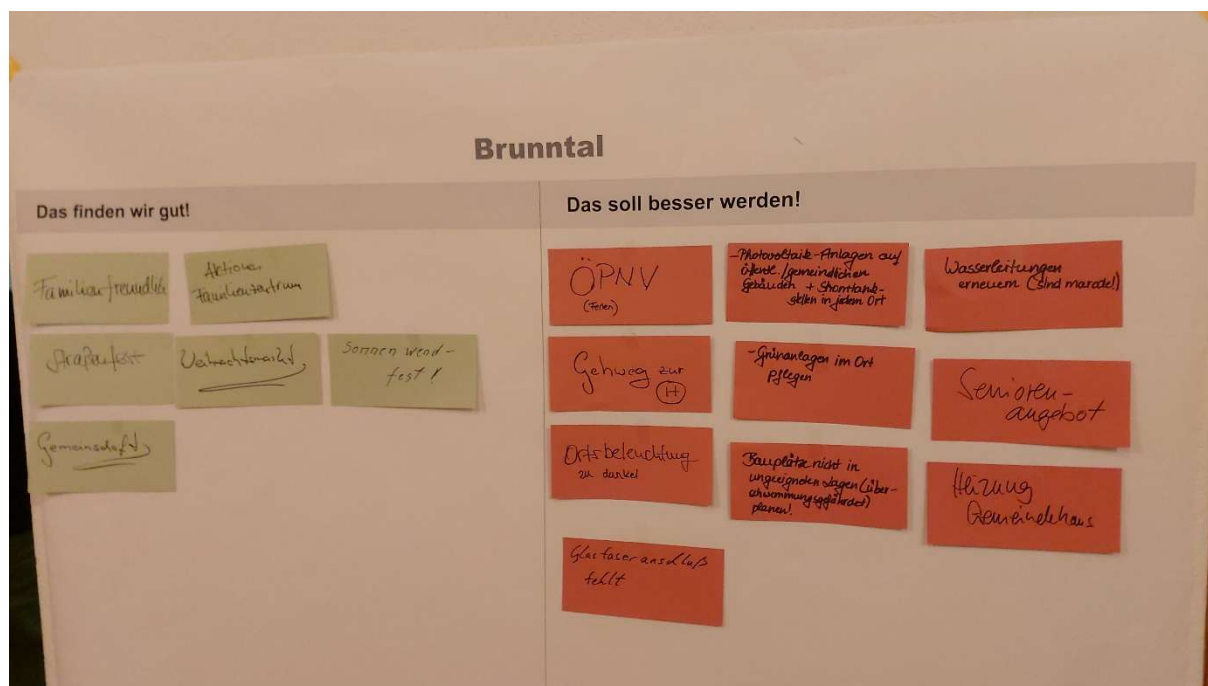 Brunntal
Das finden wir gut!
Familienfreundlich
Aktionen
Familienzentrum
Straßenfest
Weihnachtsmarkt
Sonnenwend-
fest!
Gemeinschaft
Das soll besser werden!
ÖPNV
(Ferien)
-Photovoltaik-Anlagen auf
öffentl./gemeindlichen
Gebäuden + Stromtank-
stellen in jedem Ort
Wasserleitungen
erneuern (sind marode!)
Gehweg zur
H
-Grünanlagen im Ort
pflegen
Senioren-
angebot
Ortsbeleuchtung
zu dunkel
Bauplätze nicht in
ungeeigneten Lagen (über-
schwemmungsgefährdet)
planen!
Heizung
Gemeindehaus
Glasfaseranschluß
fehlt